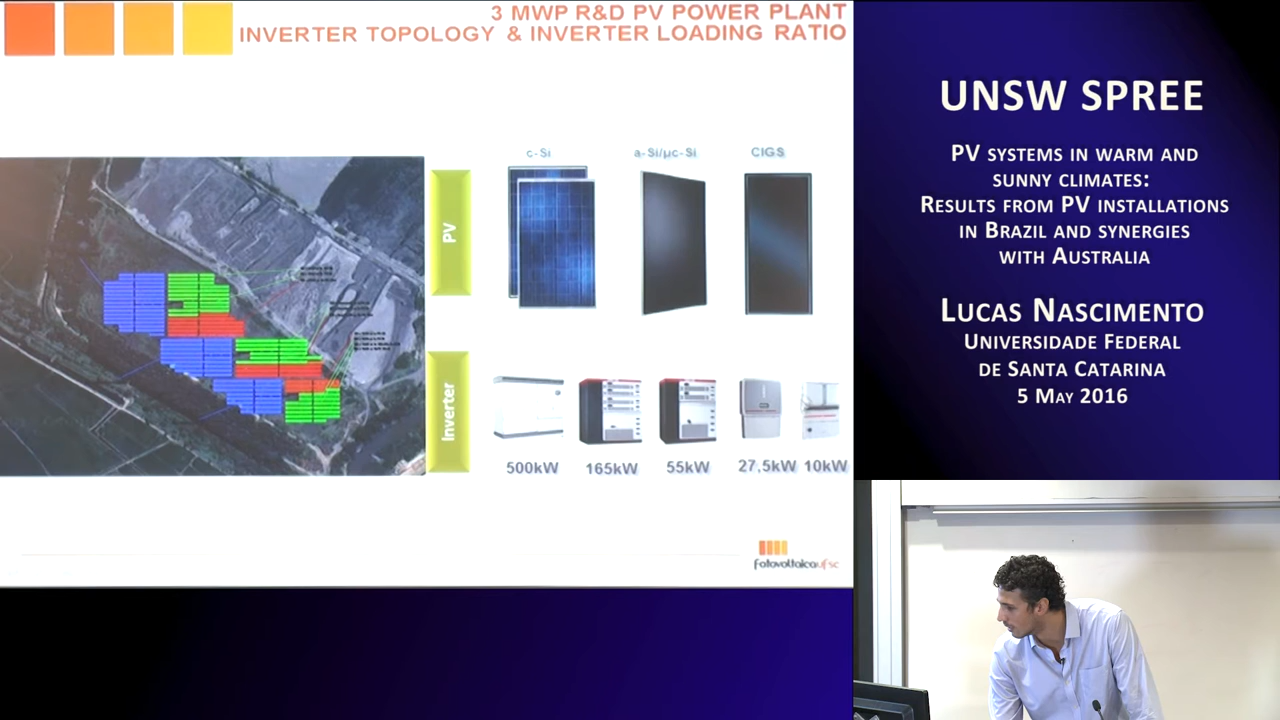 3 MWP R&D PV POWER PLANT
INVERTER TOPOLOGY & INVERTER LOADING RATIO
PV
c-Si
a-Si/µc-Si
CIGS
Inverter
500kW
165kW
55kW
27,5kW
10kW
fotovoltaicaufsc
UNSW SPREE
PV SYSTEMS IN WARM AND
SUNNY CLIMATES:
RESULTS FROM PV INSTALLATIONS
IN BRAZIL AND SYNERGIES
WITH AUSTRALIA
LUCAS NASCIMENTO
UNIVERSIDADE FEDERAL
DE SANTA CATARINA
5 MAY 2016